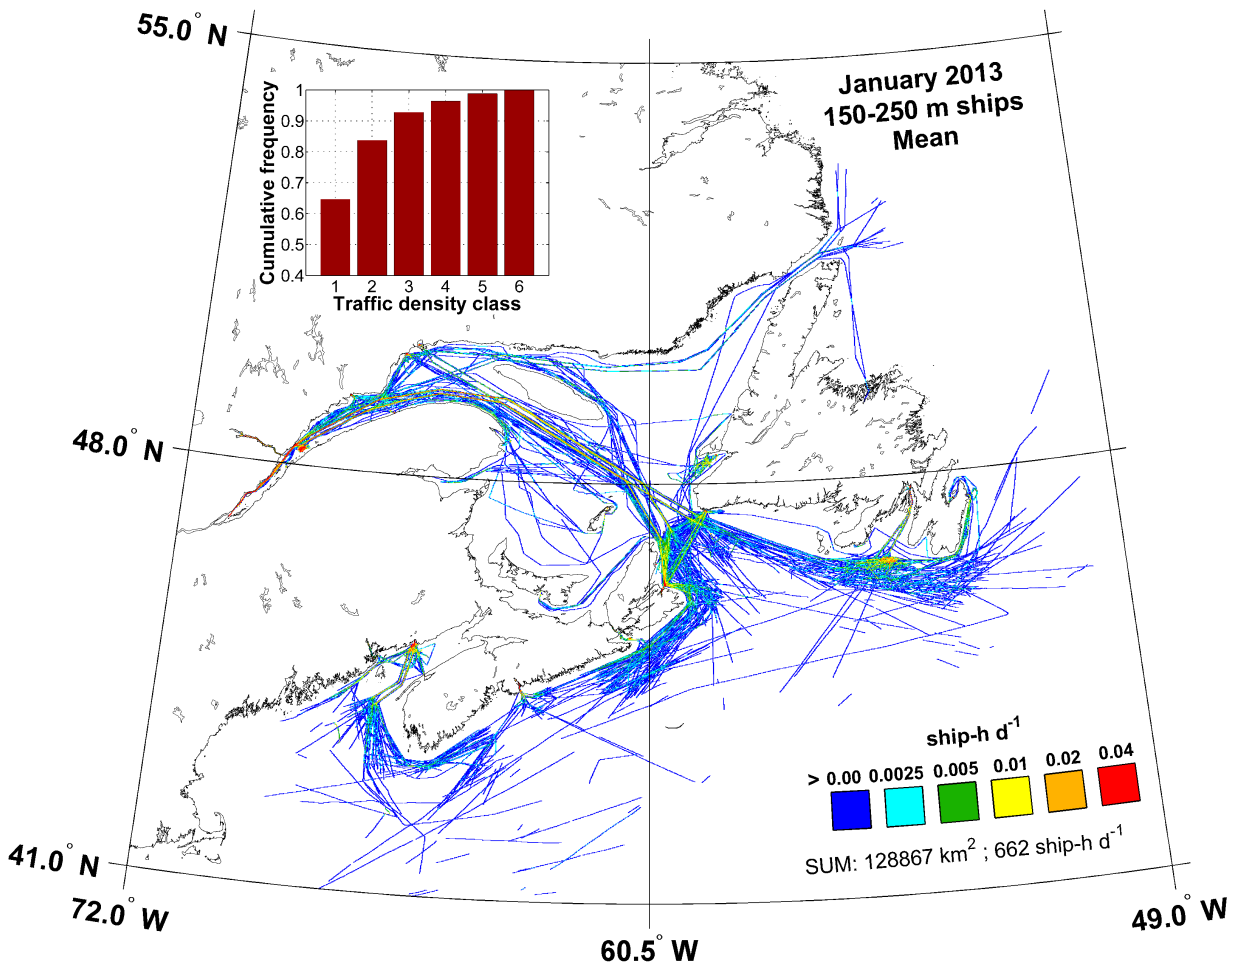 55.0° N
January 2013
150-250 m ships
Mean
Cumulative frequency
1
0.9
0.8
0.7
0.6
0.5
0.4
1 2 3 4 5 6
Traffic density class
48.0° N
ship-h d-1
> 0.00 0.0025 0.005 0.01 0.02 0.04
SUM: 128867 km2 ; 662 ship-h d-1
41.0° N
72.0° W
60.5° W
49.0° W